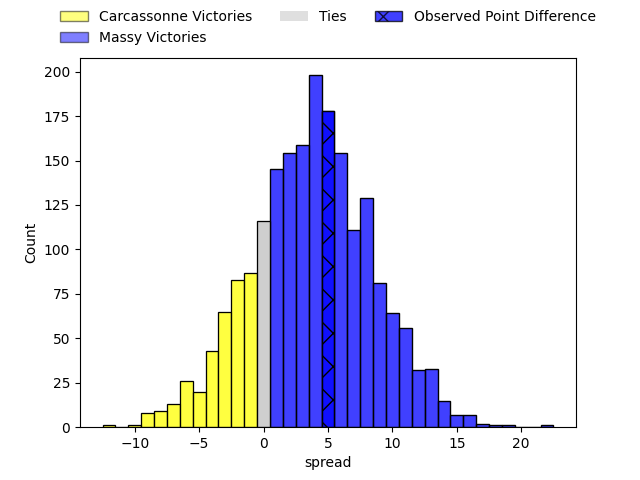 Carcassonne Victories
Ties
Observed Point Difference
Massy Victories
200
175
150
125
100
75
50
25
0
Count
−10
−5
0
5
10
15
20
spread